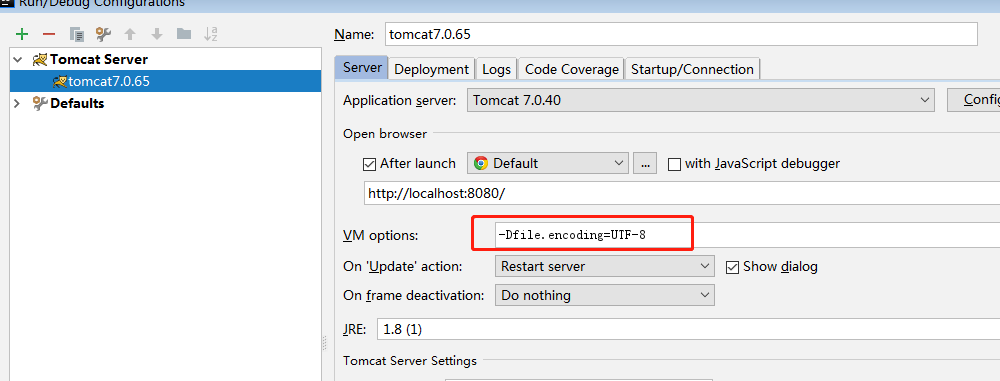 Run/Debug Configurations
Name: tomcat7.0.65
Tomcat Server
tomcat7.0.65
Defaults
Server Deployment Logs Code Coverage Startup/Connection
Application server: Tomcat 7.0.40
Open browser
After launch Default ... with JavaScript debugger
http://localhost:8080/
VM options: -Dfile.encoding=UTF-8
On 'Update' action: Restart server Show dialog
On frame deactivation: Do nothing
JRE: 1.8 (1)
Tomcat Server Settings